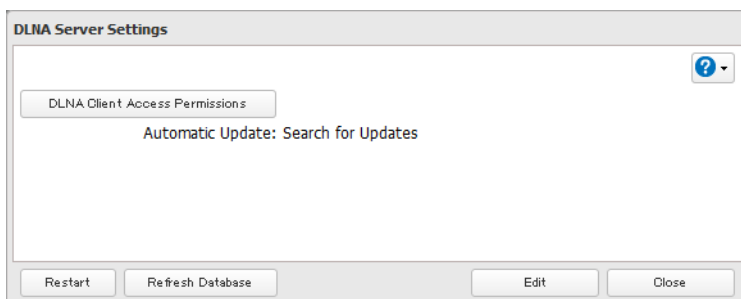 DLNA Server Settings
?
DLNA Client Access Permissions
Automatic Update: Search for Updates
Restart Refresh Database Edit Close